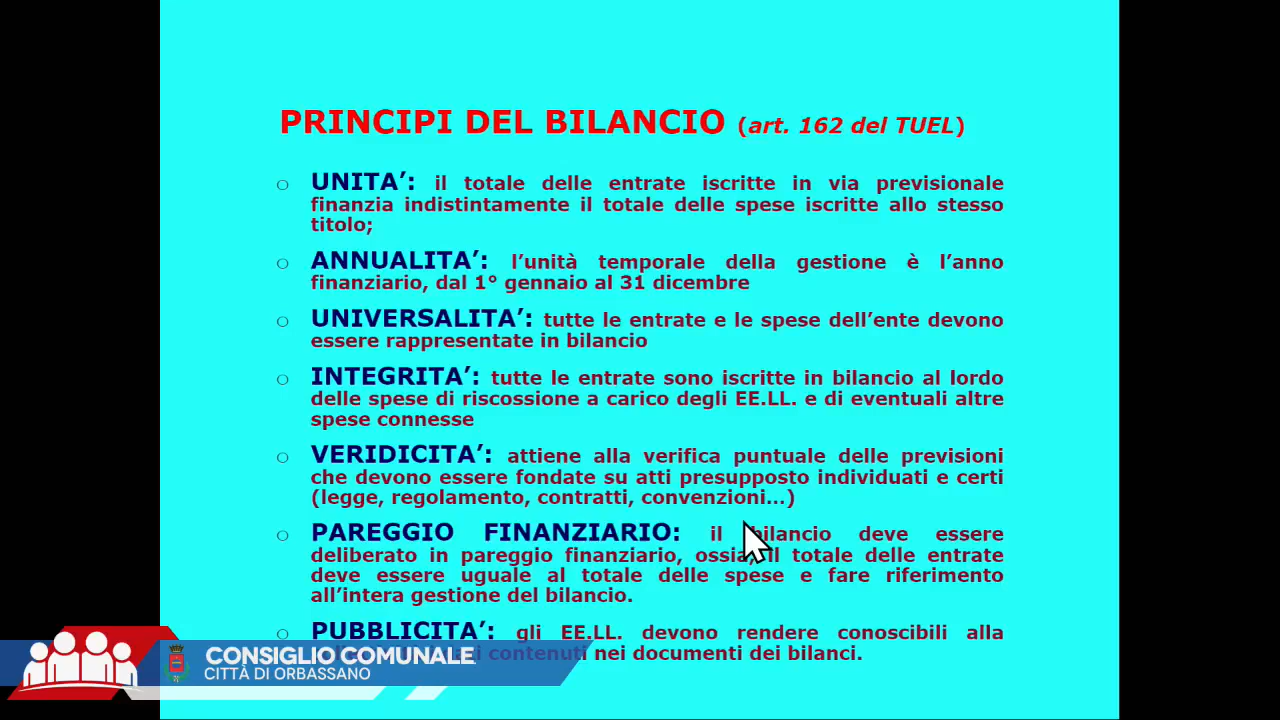 PRINCIPI DEL BILANCIO (art. 162 del TUEL)
UNITA’: il totale delle entrate iscritte in via previsionale
finanzia indistintamente il totale delle spese iscritte allo stesso
titolo;
ANNUALITA’: l’unità temporale della gestione è l’anno
finanziario, dal 1° gennaio al 31 dicembre
UNIVERSALITA’: tutte le entrate e le spese dell’ente devono
essere rappresentate in bilancio
INTEGRITA’: tutte le entrate sono iscritte in bilancio al lordo
delle spese di riscossione a carico degli EE.LL. e di eventuali altre
spese connesse
VERIDICITA’: attiene alla verifica puntuale delle previsioni
che devono essere fondate su atti presupposto individuati e certi
(legge, regolamento, contratti, convenzioni…)
PAREGGIO FINANZIARIO: il bilancio deve essere
deliberato in pareggio finanziario, ossia, il totale delle entrate
deve essere uguale al totale delle spese e fare riferimento
all’intera gestione del bilancio.
PUBBLICITA’: gli EE.LL. devono rendere conoscibili alla
contenuti nei documenti dei bilanci.
CONSIGLIO COMUNALE
CITTÀ DI ORBASSANO